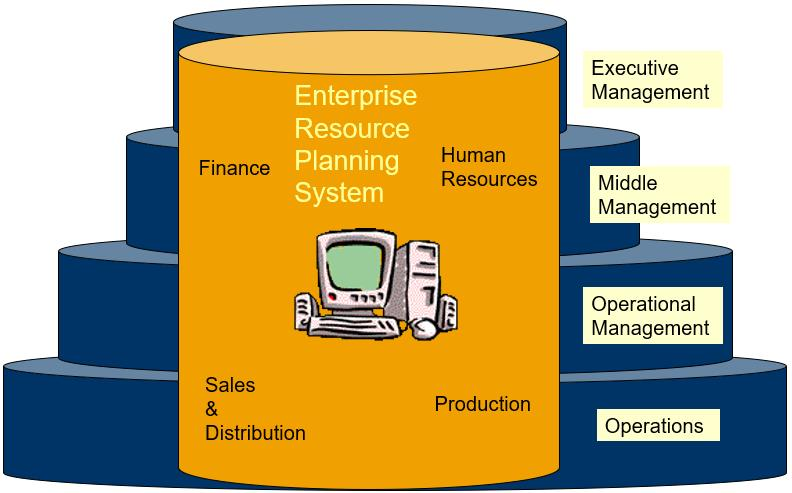 Enterprise
Resource
Planning
System
Finance
Human
Resources
Sales
&
Distribution
Production
Executive
Management
Middle
Management
Operational
Management
Operations